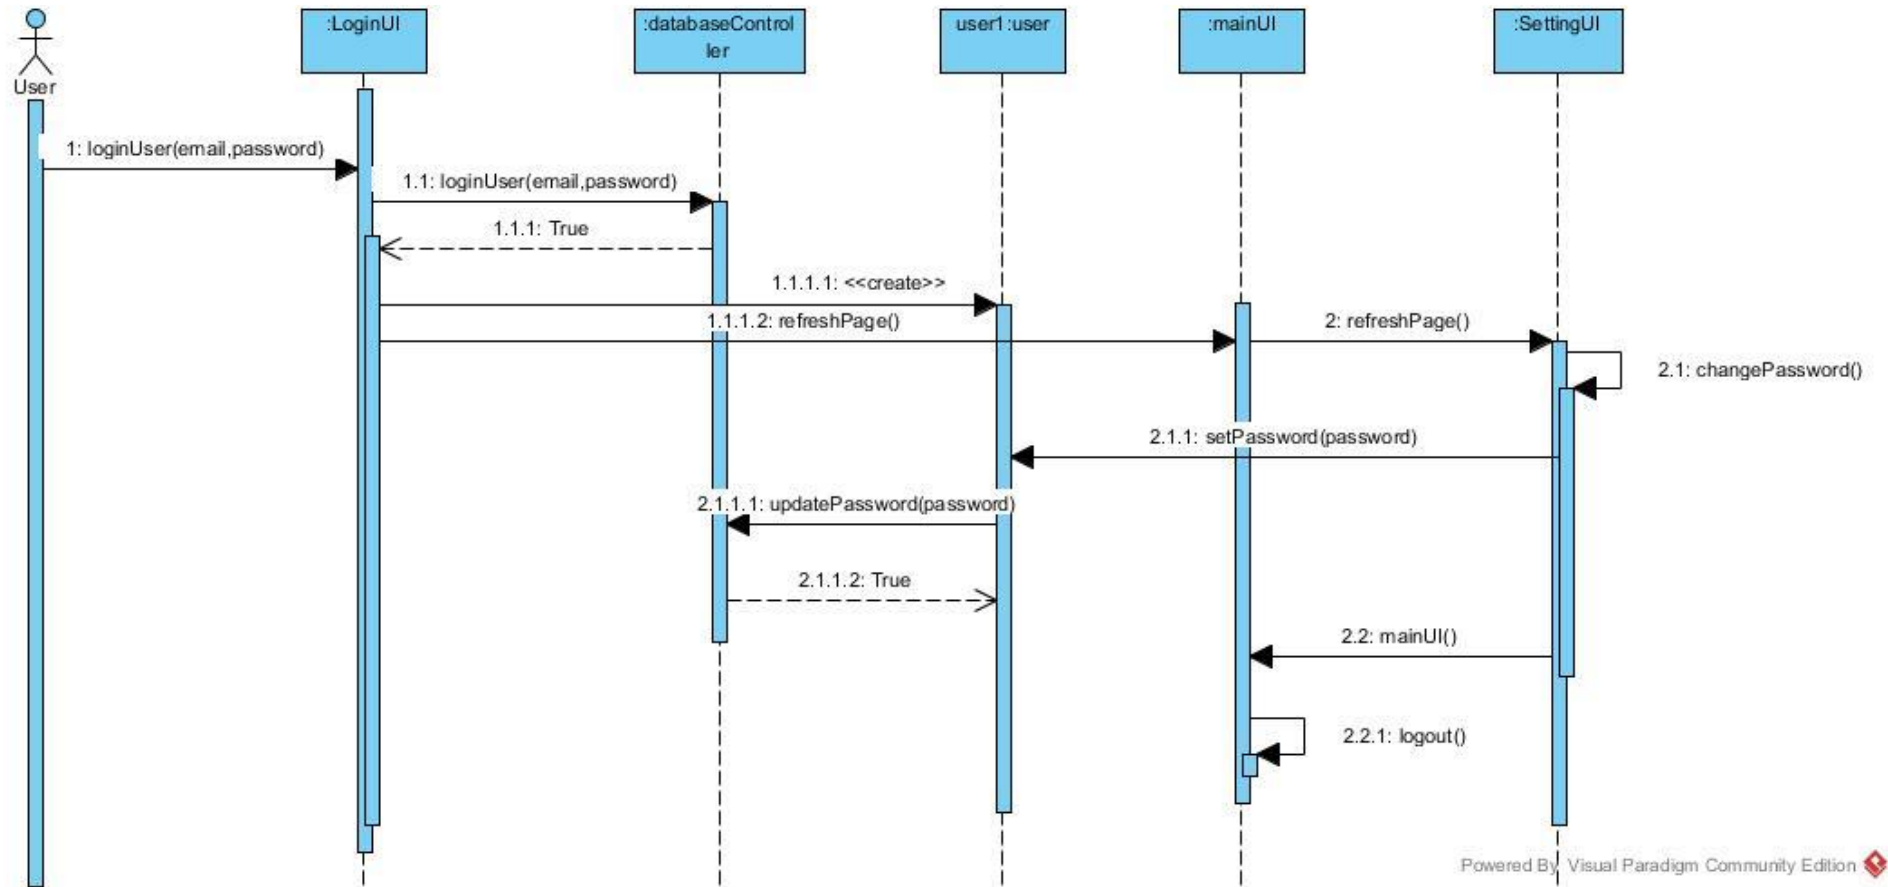 :LoginUI
:databaseControl
ler
user1:user
:mainUI
:SettingUI
User
1: loginUser(email,password)
1.1: loginUser(email,password)
1.1.1: True
1.1.1.1: <<create>>
1.1.1.2: refreshPage()
2: refreshPage()
2.1: changePassword()
2.1.1: setPassword(password)
2.1.1.1: updatePassword(password)
2.1.1.2: True
2.2: mainUI()
2.2.1: logout()
Powered By Visual Paradigm Community Edition